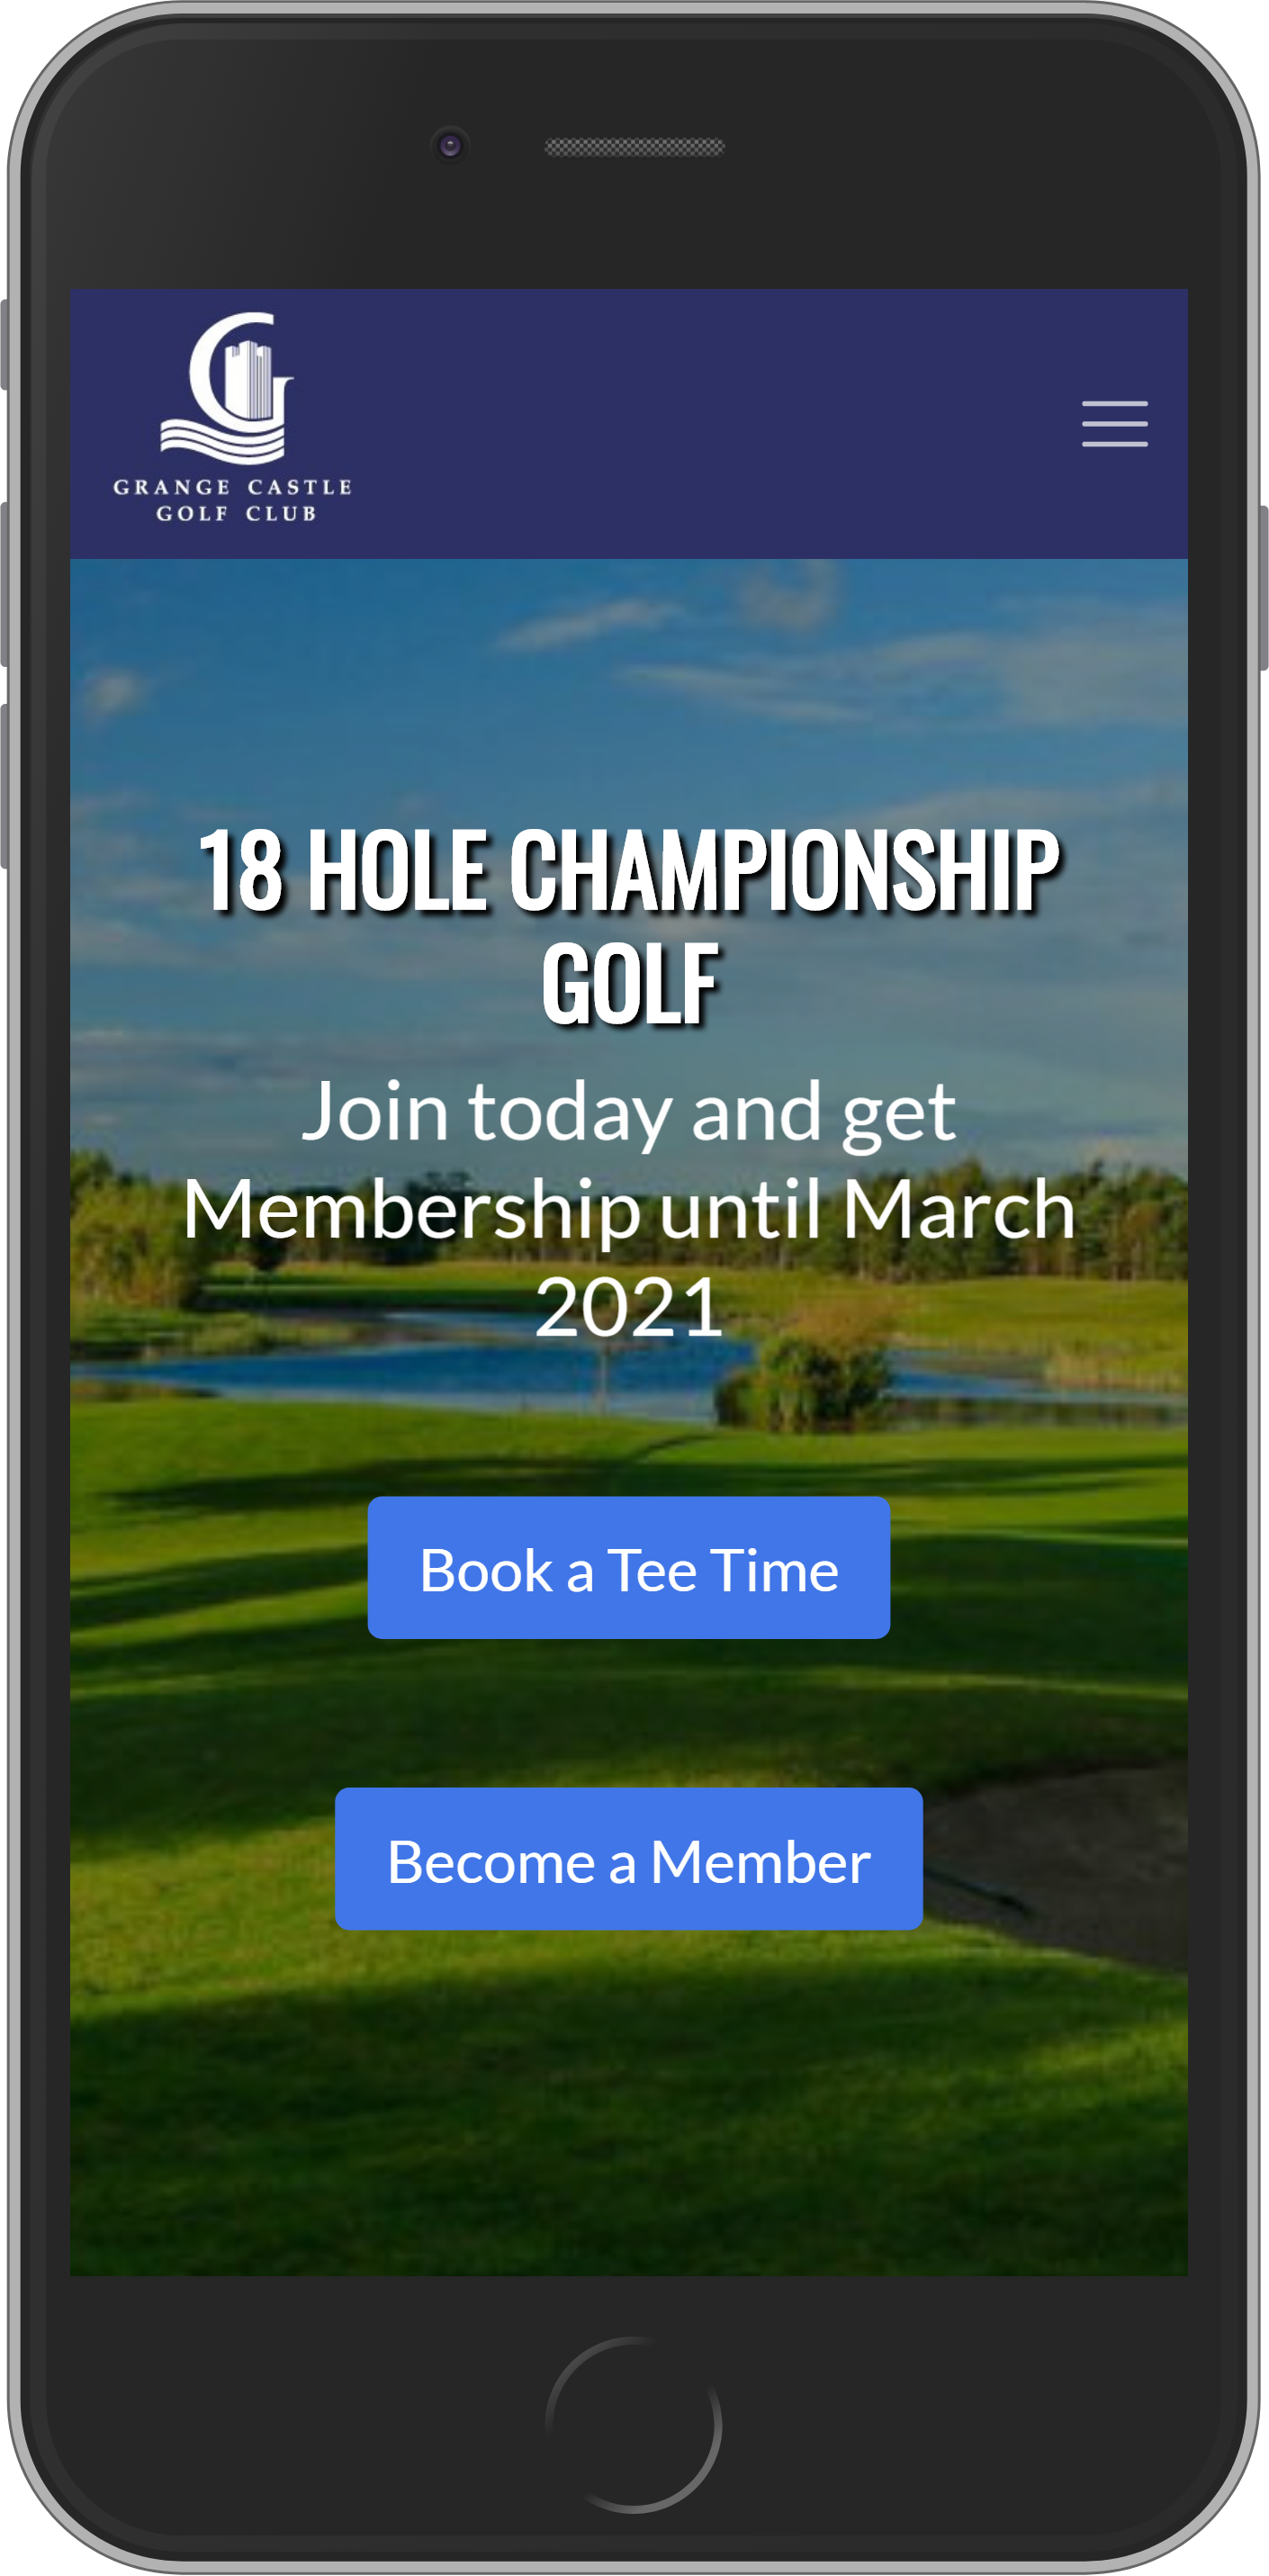 GRANGE CASTLE
GOLF CLUB
18 HOLE CHAMPIONSHIP
GOLF
Join today and get
Membership until March
2021
Book a Tee Time
Become a Member